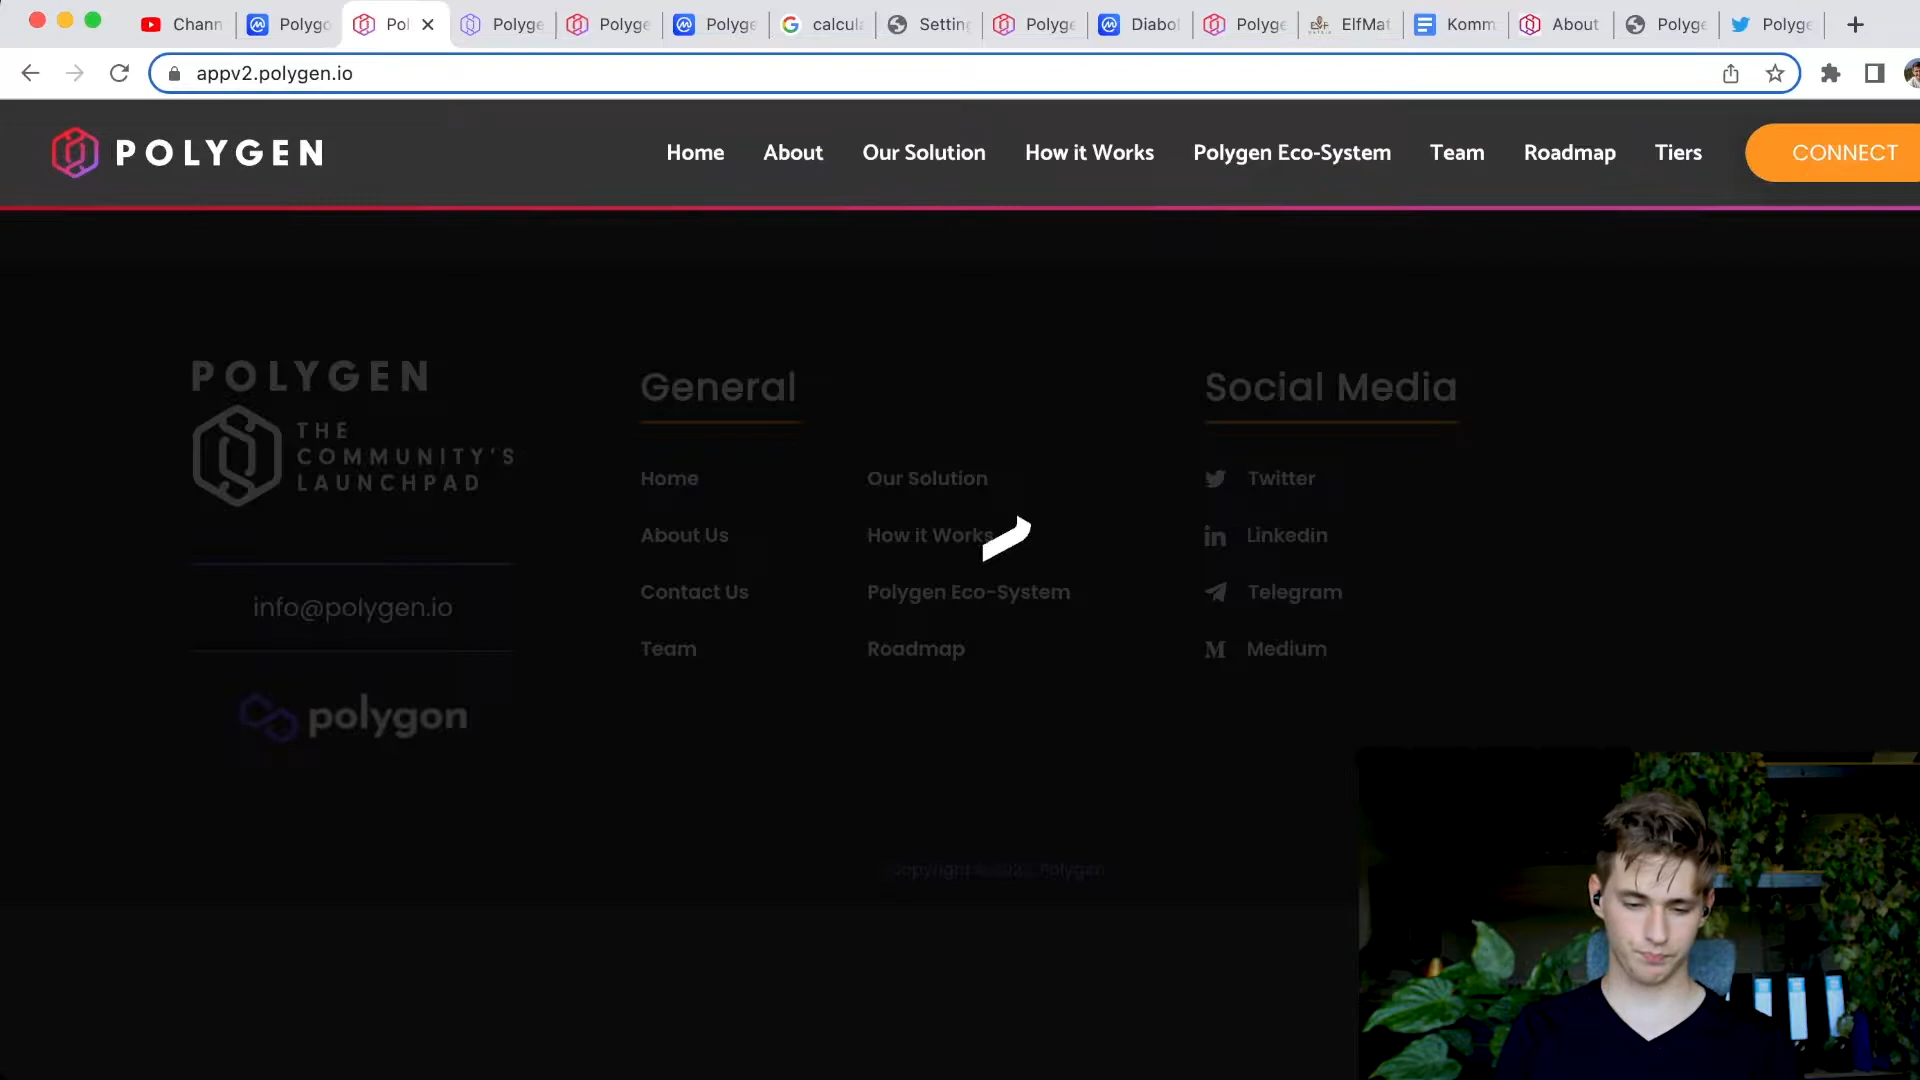 Chann
Polygo
Pol
Polyge
Polyge
Polyge
calcula
Setting
Polyge
Diabol
Polyge
ElfMat
Komm
About
Polyge
Polyge
appv2.polygen.io
POLYGEN
Home
About
Our Solution
How it Works
Polygen Eco-System
Team
Roadmap
Tiers
CONNECT
POLYGEN
THE
COMMUNITY'S
LAUNCHPAD
info@polygen.io
polygon
General
Home
Our Solution
About Us
How it Works
Contact Us
Polygen Eco-System
Team
Roadmap
Social Media
Twitter
Linkedin
Telegram
Medium
Polygen